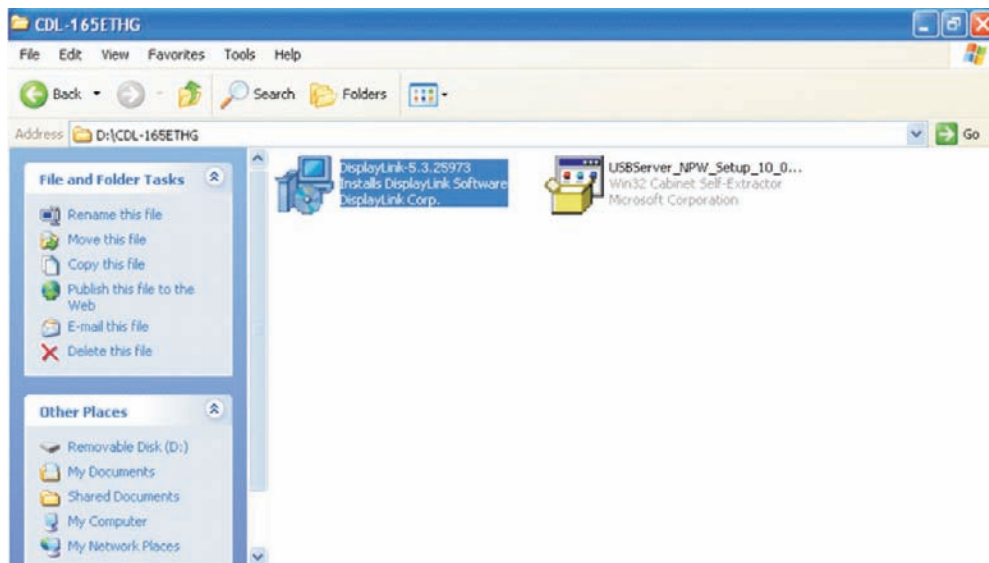 CDL-165ETHG
File Edit View Favorites Tools Help
Back Search Folders
Address D:\CDL-165ETHG Go
File and Folder Tasks
Rename this file
Move this file
Copy this file
Publish this file to the
Web
E-mail this file
Delete this file
Other Places
Removable Disk (D:)
My Documents
Shared Documents
My Computer
My Network Places
DisplayLink-5.3.25973
Installs DisplayLink Software
DisplayLink Corp.
USBServer_NPW_Setup_10_0...
Win32 Cabinet Self-Extractor
Microsoft Corporation